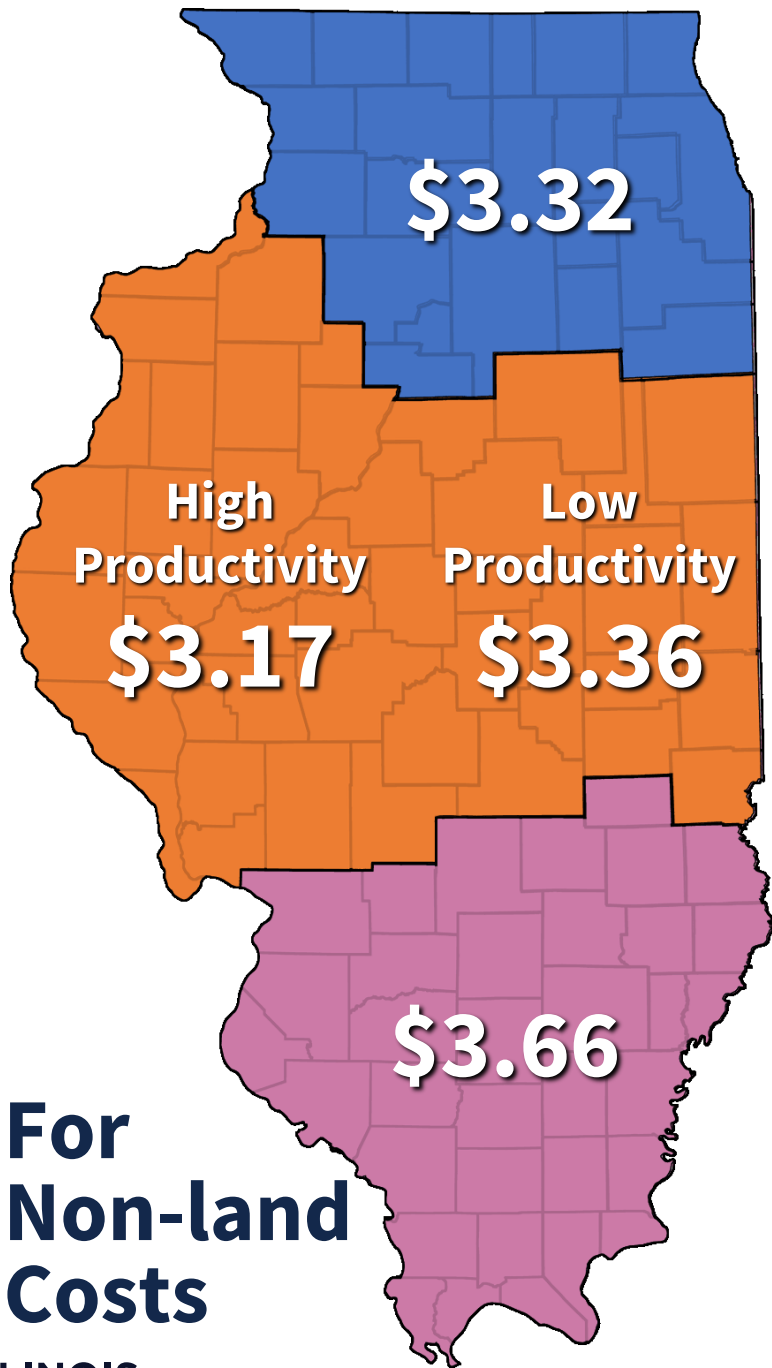 $3.32
High
Productivity
$3.17
Low
Productivity
$3.36
$3.66
For
Non-land
Costs